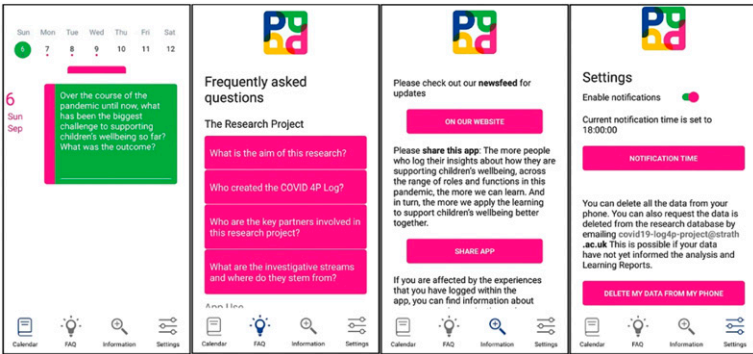 Sun Mon Tue Wed Thu Fri Sat
6 7 8 9 10 11 12
6
Sun
Sep
Over the course of the
pandemic until now, what
has been the biggest
challenge to supporting
children's wellbeing so far?
What was the outcome?
Calendar FAQ Information Settings
Frequently asked
questions
The Research Project
What is the aim of this research?
Who created the COVID 4P Log?
Who are the key partners involved in
this research project?
What are the investigative streams
and where do they stem from?
App Use
Calendar FAQ Information Settings
Please check out our newsfeed for
updates
ON OUR WEBSITE
Please share this app: The more people
who log their insights about how they are
supporting children's wellbeing, across
the range of roles and functions in this
pandemic, the more we can learn. And
in turn, the more we apply the learning
to support children's wellbeing better
together.
SHARE APP
If you are affected by the experiences
that you have logged within the
app, you can find information about
Calendar FAQ Information Settings
Settings
Enable notifications
Current notification time is set to
18:00:00
NOTIFICATION TIME
You can delete all the data from your
phone. You can also request the data is
deleted from the research database by
emailing covid19-log4p-project@strath
.ac.uk This is possible if your data
have not yet informed the analysis and
Learning Reports.
DELETE MY DATA FROM MY PHONE
Calendar FAQ Information Settings